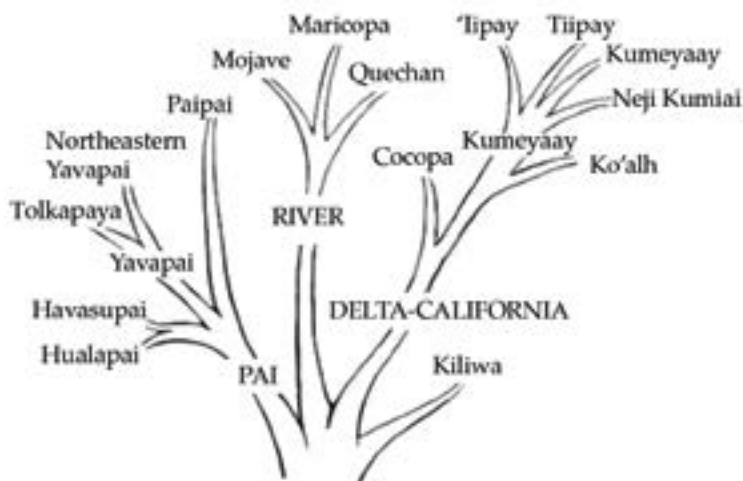 Maricopa
'Iipay
Tiipay
Mojave
Kumeyaay
Quechan
Paipai
Neji Kumiai
Northeastern
Yavapai
Kumeyaay
Cocopa
Ko'alh
Tolkapaya
RIVER
Yavapai
Havasupai
DELTA-CALIFORNIA
Hualapai
PAI
Kiliwa